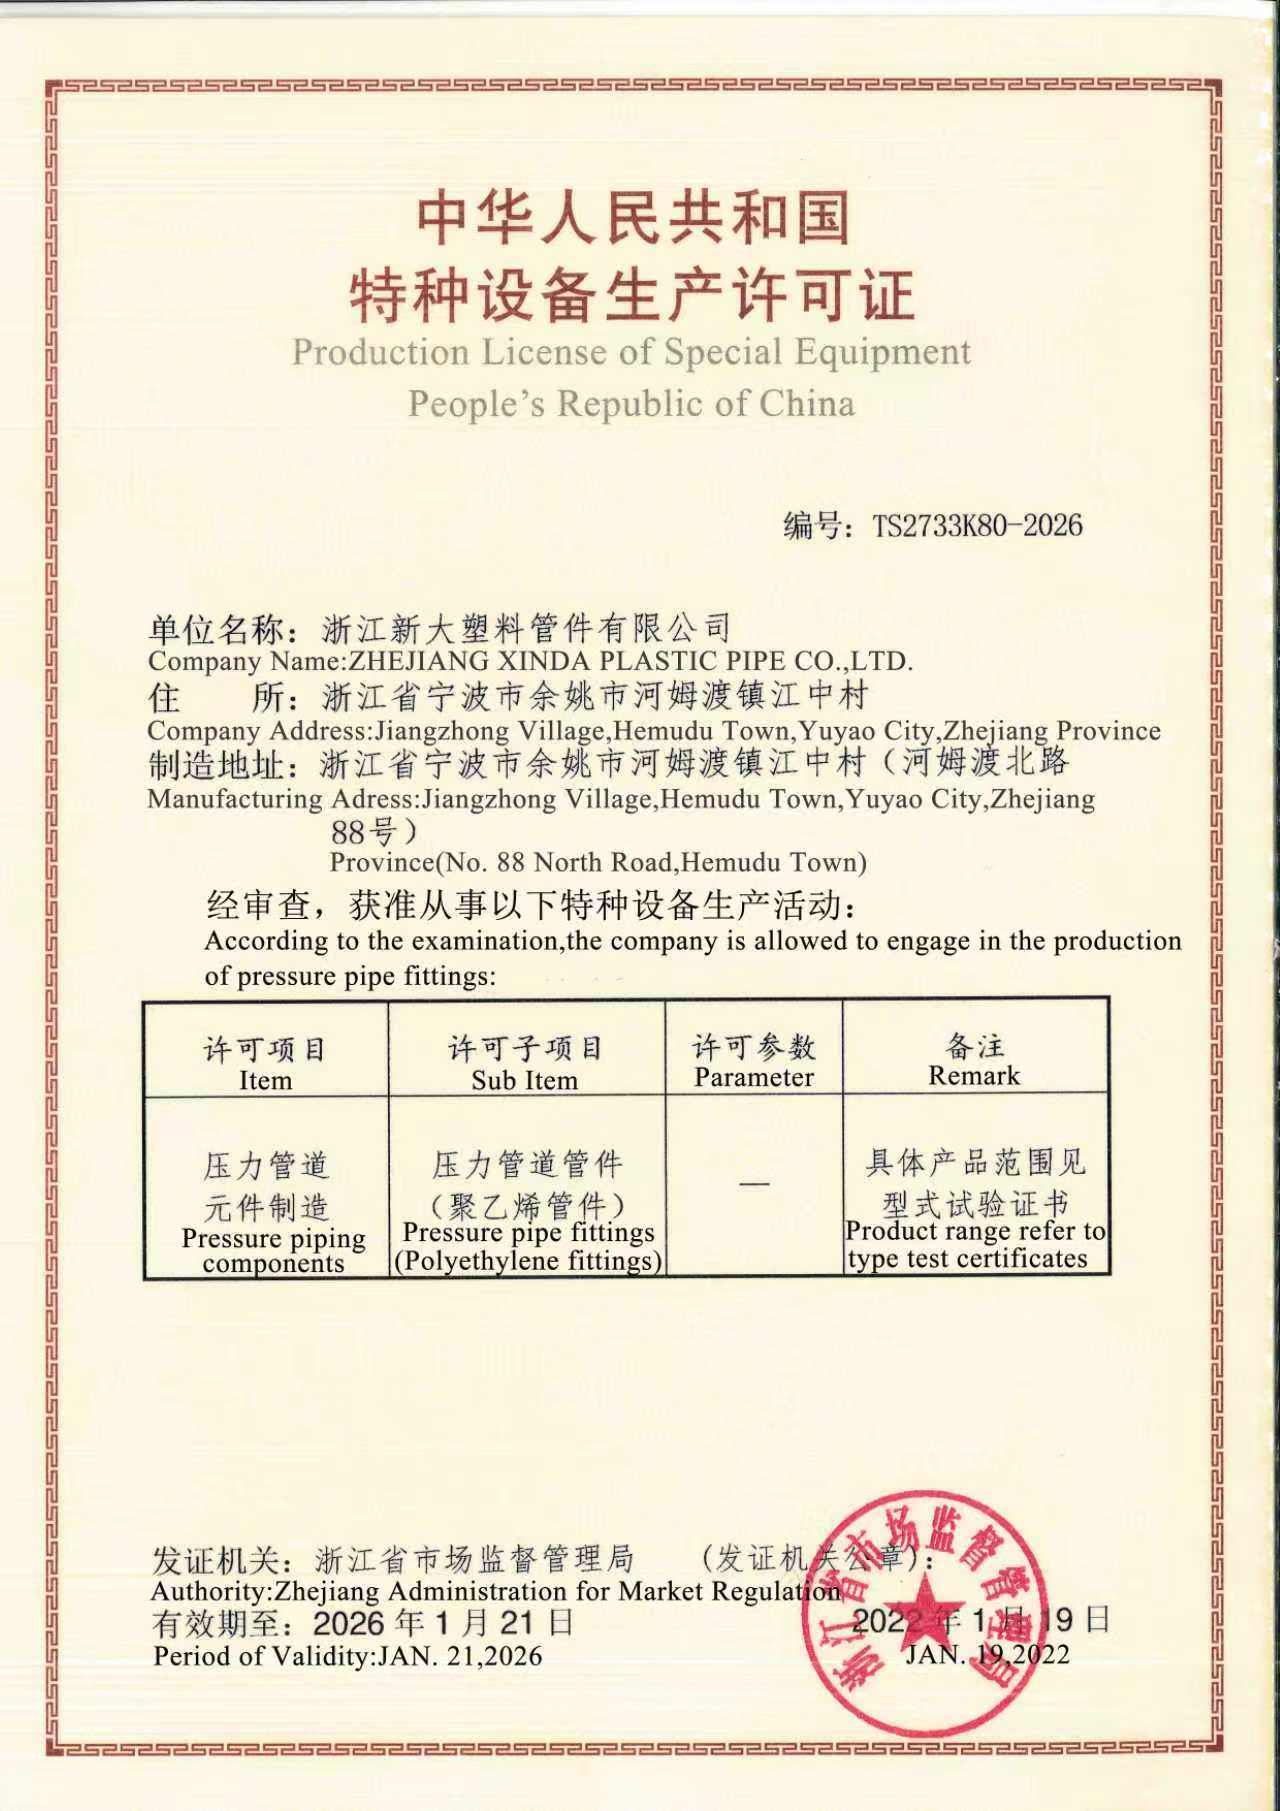 中华人民共和国
特种设备生产许可证
Production License of Special Equipment
People's Republic of China
编号：TS2733K80-2026
单位名称：浙江新大塑料管件有限公司
Company Name:ZHEJIANG XINDA PLASTIC PIPE CO.,LTD.
住 所：浙江省宁波市余姚市河姆渡镇江中村
Company Address:Jiangzhong Village,Hemudu Town,Yuyao City,Zhejiang Province
制造地址：浙江省宁波市余姚市河姆渡镇江中村（河姆渡北路
Manufacturing Adress:Jiangzhong Village,Hemudu Town,Yuyao City,Zhejiang
88号）
Province(No. 88 North Road,Hemudu Town)
经审查，获准从事以下特种设备生产活动：
According to the examination,the company is allowed to engage in the production
of pressure pipe fittings:
许可项目 许可子项目 许可参数 备注
Item Sub Item Parameter Remark
压力管道
元件制造
Pressure piping
components
压力管道管件
（聚乙烯管件）
Pressure pipe fittings
(Polyethylene fittings)
—
具体产品范围见
型式试验证书
Product range refer to
type test certificates
发证机关：浙江省市场监督管理局 （发证机关公章）：
Authority:Zhejiang Administration for Market Regulation
有效期至：2026 年 1 月 21 日 2022 年 1 月 19 日
Period of Validity:JAN. 21,2026 JAN. 19,2022
浙江省市场监督管理局